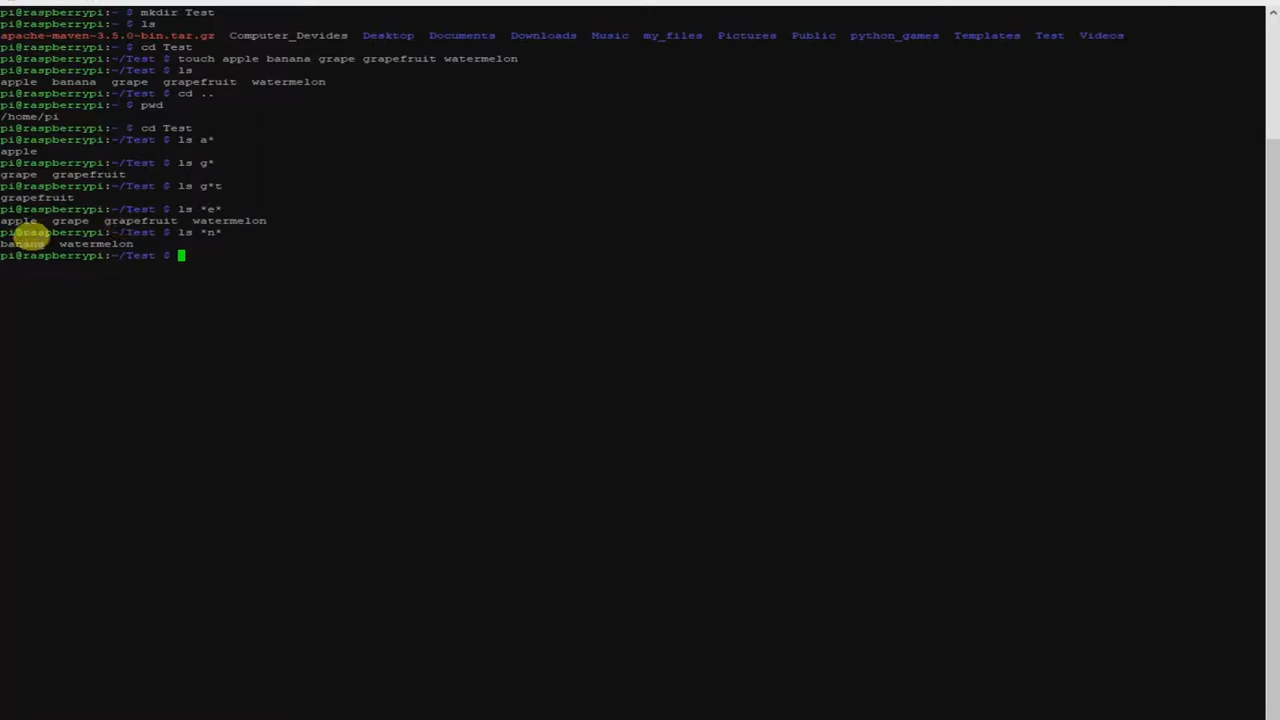 pi@raspberrypi:~ $ mkdir Test
pi@raspberrypi:~ $ ls
apache-maven-3.5.0-bin.tar.gz Computer_Devides Desktop Documents Downloads Music my_files Pictures Public python_games Templates Test Videos
pi@raspberrypi:~ $ cd Test
pi@raspberrypi:~/Test $ touch apple banana grape grapefruit watermelon
pi@raspberrypi:~/Test $ ls
apple banana grape grapefruit watermelon
pi@raspberrypi:~/Test $ cd ..
pi@raspberrypi:~ $ pwd
/home/pi
pi@raspberrypi:~ $ cd Test
pi@raspberrypi:~/Test $ ls a*
apple
pi@raspberrypi:~/Test $ ls g*
grape grapefruit
pi@raspberrypi:~/Test $ ls g*t
grapefruit
pi@raspberrypi:~/Test $ ls *e*
apple grape grapefruit watermelon
pi@raspberrypi:~/Test $ ls *n*
banana watermelon
pi@raspberrypi:~/Test $